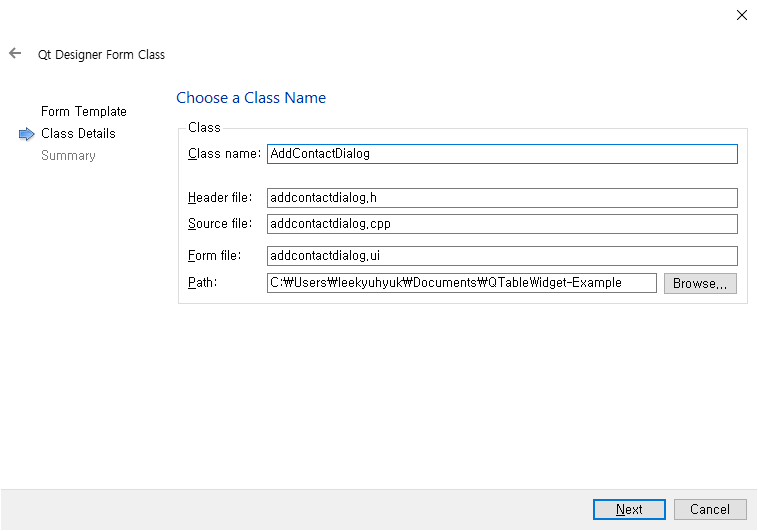 Qt Designer Form Class
Choose a Class Name
Form Template
Class Details
Summary
Class
Class name: AddContactDialog
Header file: addcontactdialog.h
Source file: addcontactdialog.cpp
Form file: addcontactdialog.ui
Path: C:₩Users₩leekyuhyuk₩Documents₩QTableWidget-Example Browse...
Next Cancel